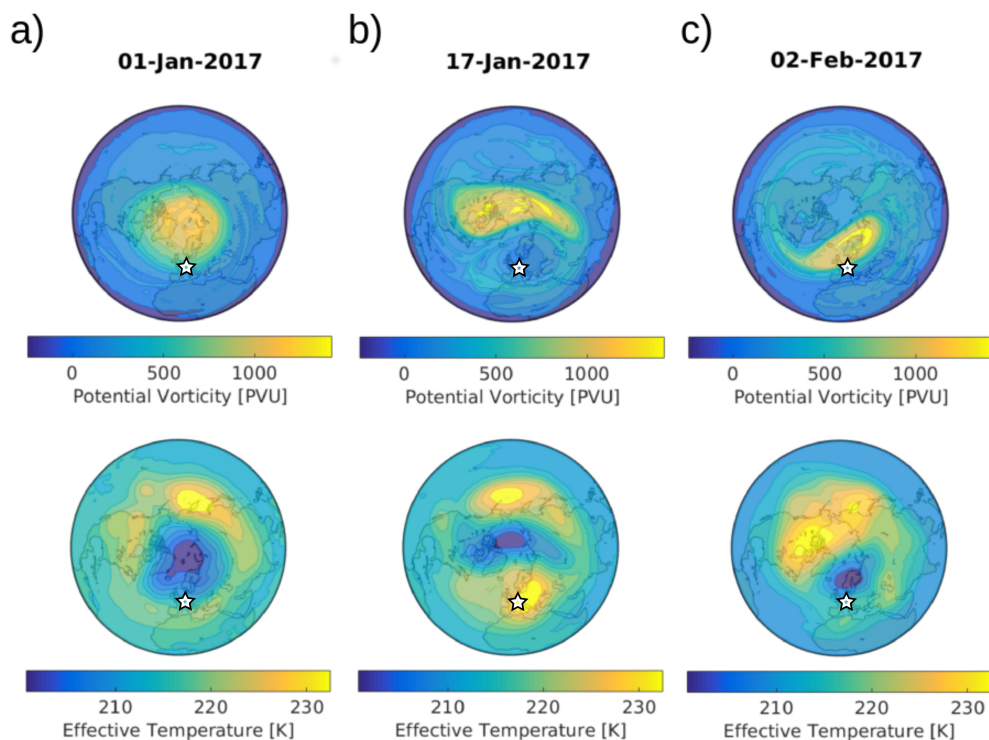 a)
b)
c)
01-Jan-2017
17-Jan-2017
02-Feb-2017
0 500 1000
Potential Vorticity [PVU]
0 500 1000
Potential Vorticity [PVU]
0 500 1000
Potential Vorticity [PVU]
210 220 230
Effective Temperature [K]
210 220 230
Effective Temperature [K]
210 220 230
Effective Temperature [K]